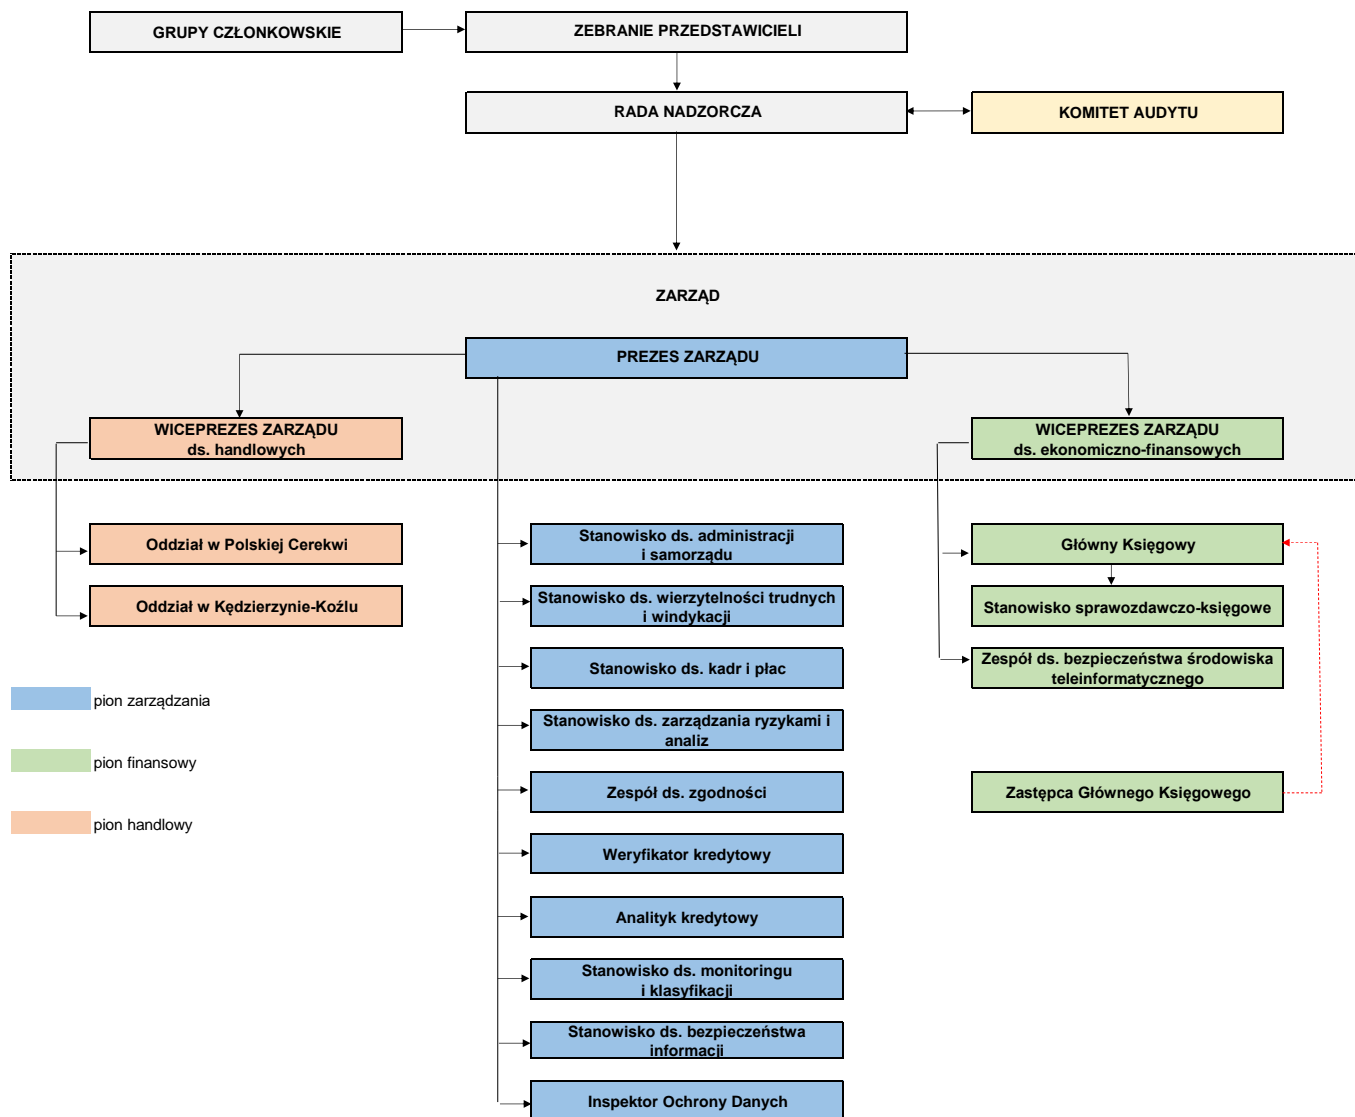 GRUPY CZŁONKOWSKIE
ZEBRANIE PRZEDSTAWICIELI
RADA NADZORCZA
KOMITET AUDYTU
ZARZĄD
PREZES ZARZĄDU
WICEPREZES ZARZĄDU
ds. handlowych
WICEPREZES ZARZĄDU
ds. ekonomiczno-finansowych
Oddział w Polskiej Cerekwi
Oddział w Kędzierzynie-Koźlu
Stanowisko ds. administracji
i samorządu
Stanowisko ds. wierzytelności trudnych
i windykacji
Stanowisko ds. kadr i płac
Stanowisko ds. zarządzania ryzykami i
analiz
Zespół ds. zgodności
Weryfikator kredytowy
Analityk kredytowy
Stanowisko ds. monitoringu
i klasyfikacji
Stanowisko ds. bezpieczeństwa
informacji
Inspektor Ochrony Danych
Główny Księgowy
Stanowisko sprawozdawczo-księgowe
Zespół ds. bezpieczeństwa środowiska
teleinformatycznego
Zastępca Głównego Księgowego
pion zarządzania
pion finansowy
pion handlowy